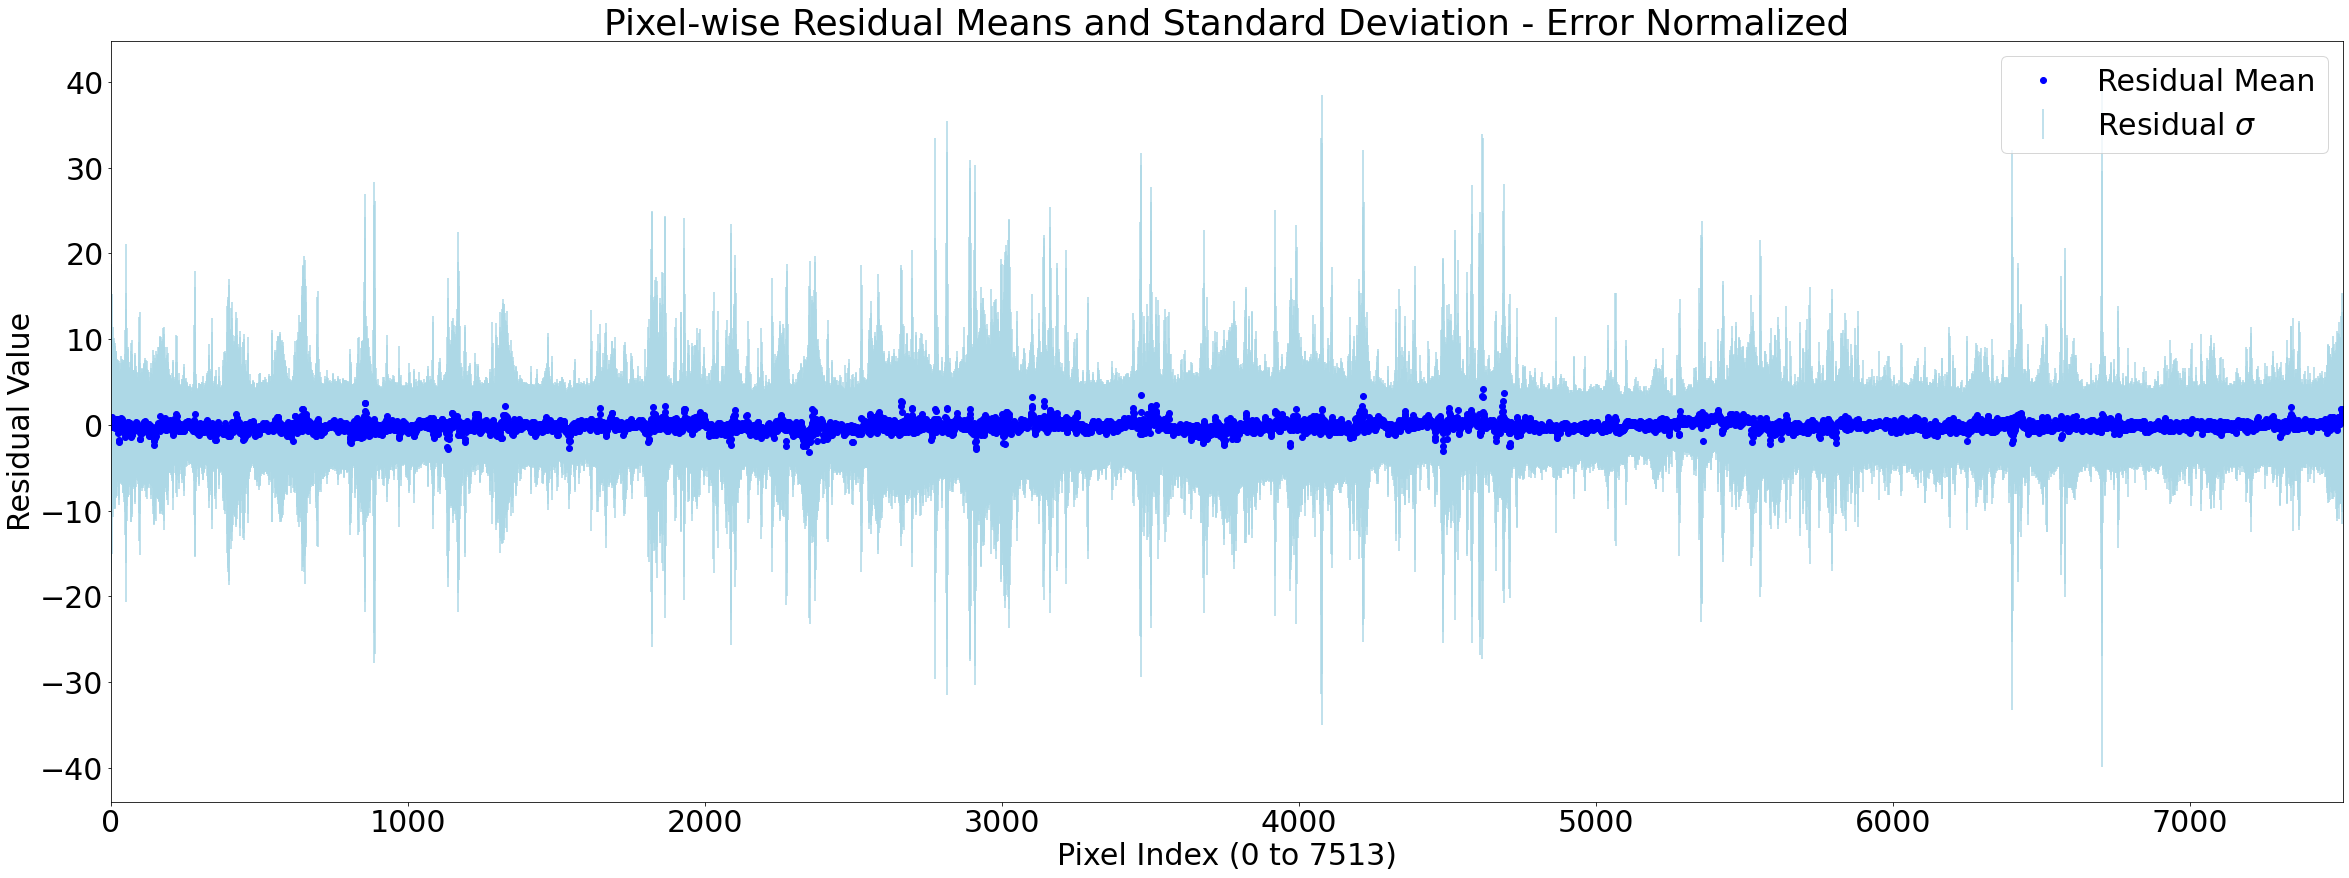 Pixel-wise Residual Means and Standard Deviation - Error Normalized
Residual Mean
Residual σ
Residual Value
40
30
20
10
0
−10
−20
−30
−40
0 1000 2000 3000 4000 5000 6000 7000
Pixel Index (0 to 7513)